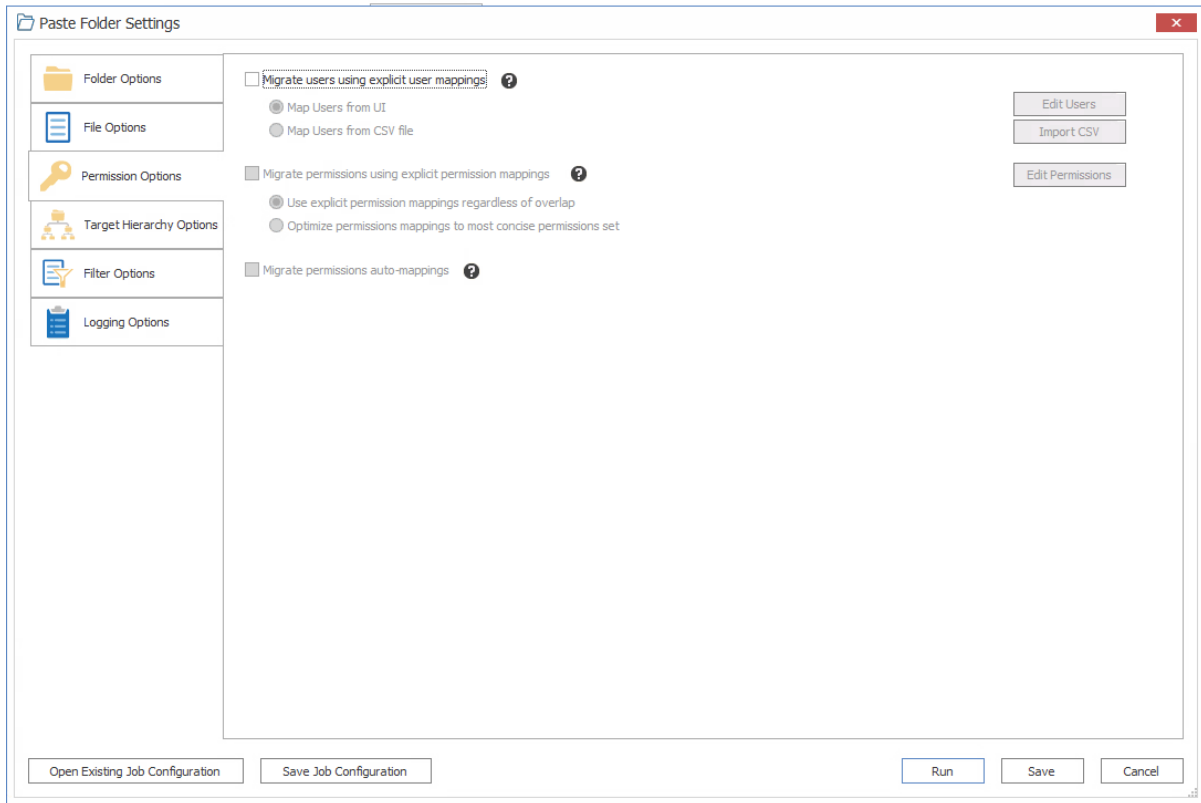 Paste Folder Settings
Folder Options
File Options
Permission Options
Target Hierarchy Options
Filter Options
Logging Options
Migrate users using explicit user mappings ?
Map Users from UI
Map Users from CSV file
Edit Users
Import CSV
Migrate permissions using explicit permission mappings ?
Edit Permissions
Use explicit permission mappings regardless of overlap
Optimize permissions mappings to most concise permissions set
Migrate permissions auto-mappings ?
Open Existing Job Configuration
Save Job Configuration
Run
Save
Cancel